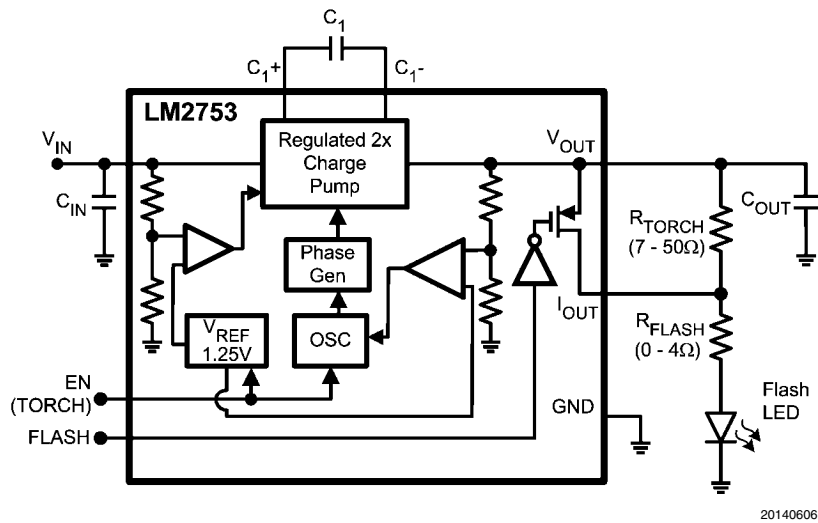 C1
C1+
C1-
LM2753
VIN
CIN
Regulated 2x
Charge
Pump
VOUT
COUT
RTORCH
(7 - 50Ω)
Phase
Gen
IOUT
VREF
1.25V
OSC
RFLASH
(0 - 4Ω)
EN
(TORCH)
FLASH
GND
Flash
LED
20140606